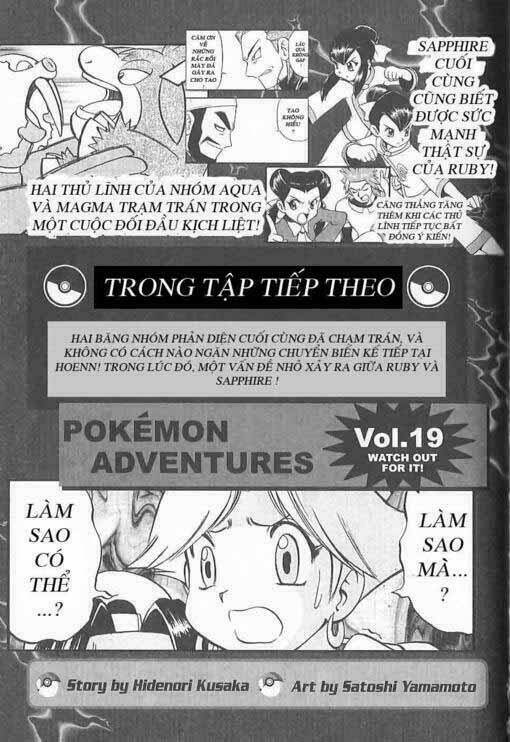 CẢM ƠN
VỀ
NHỮNG
RẮC RỐI
MÀY ĐÃ
GÂY RA
CHO TAO
LÂU
QUÁ
KHÔNG
GẶP
TAO
KHÔNG
HIỂU
?
SAPPHIRE
CUỐI
CÙNG
CŨNG BIẾT
ĐƯỢC SỨC
MẠNH
THẬT SỰ
CỦA RUBY!
HAI THỦ LĨNH CỦA NHÓM AQUA
VÀ MAGMA TRẠM TRÁN TRONG
MỘT CUỘC ĐỐI ĐẦU KỊCH LIỆT!
CĂNG THẲNG TĂNG
THÊM KHI CÁC THỦ
LĨNH TIẾP TỤC BẤT
ĐỒNG Ý KIẾN!
TRONG TẬP TIẾP THEO
HAI BĂNG NHÓM PHẢN DIỆN CUỐI CÙNG ĐÃ CHẠM TRÁN, VÀ
KHÔNG CÓ CÁCH NÀO NGĂN NHỮNG CHUYỂN BIẾN KẾ TIẾP TẠI
HOENN! TRONG LÚC ĐÓ, MỘT VẤN ĐỀ NHỎ XẢY RA GIỮA RUBY VÀ
SAPPHIRE !
POKÉMON
ADVENTURES
Vol.19
WATCH OUT
FOR IT!
LÀM
SAO
CÓ
THỂ
...?
LÀM
SAO
MÀ...
?
Story by Hidenori Kusaka
Art by Satoshi Yamamoto